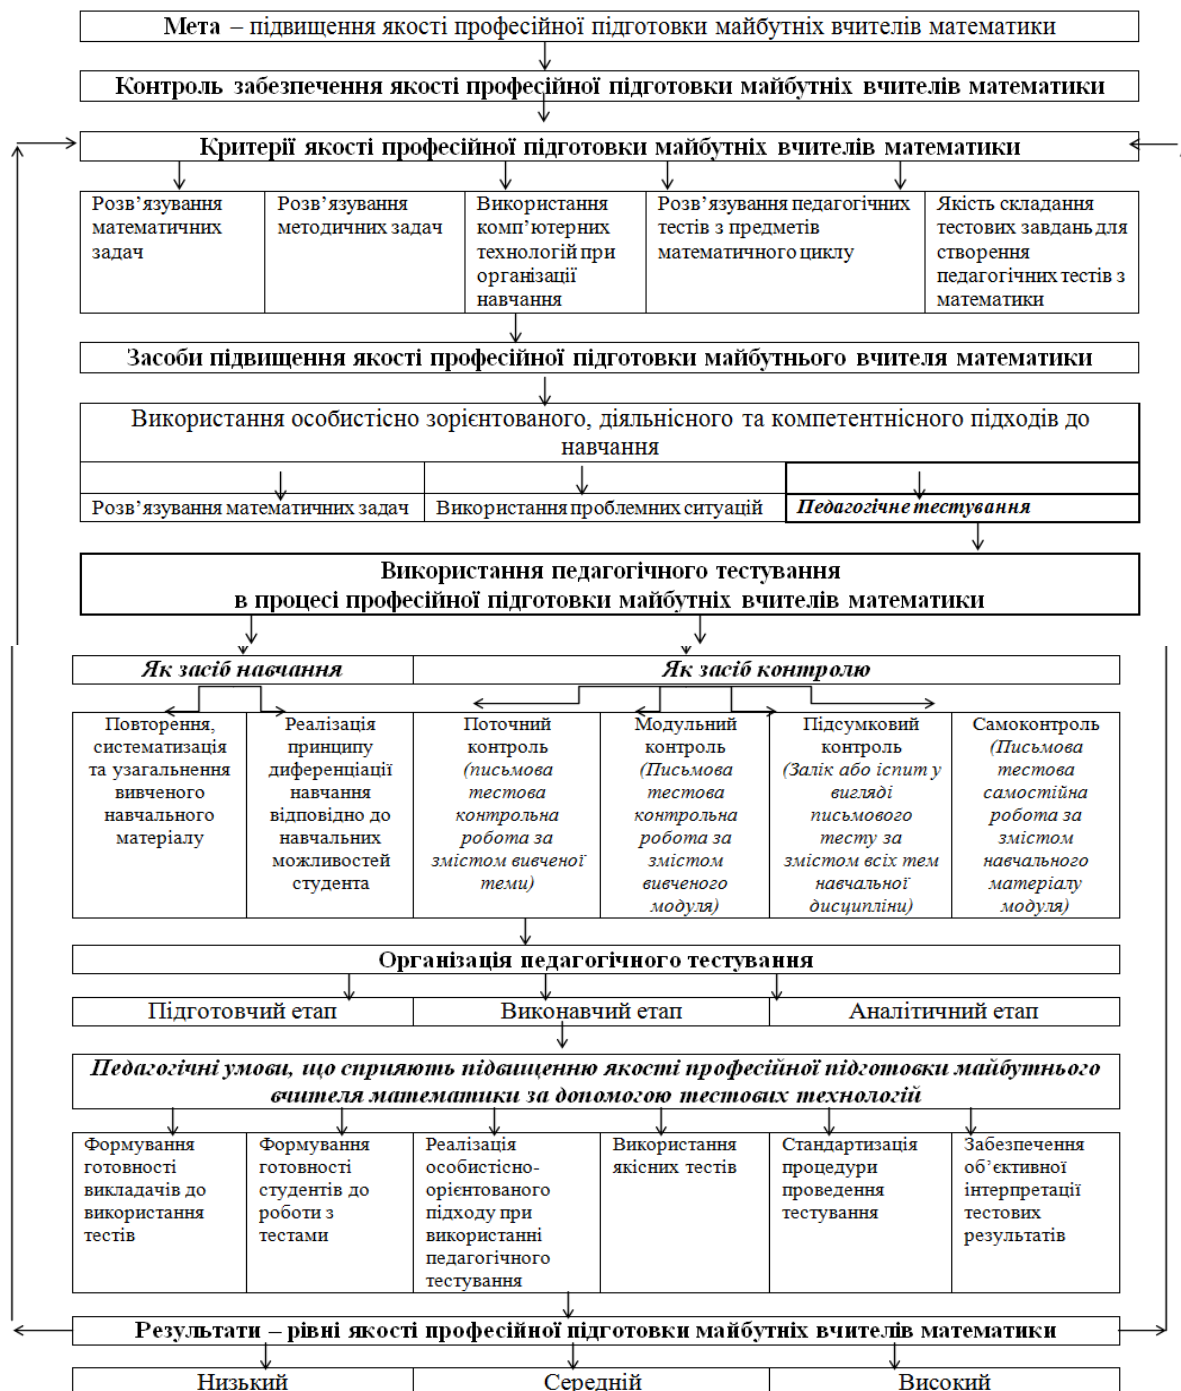 Мета – підвищення якості професійної підготовки майбутніх вчителів математики
Контроль забезпечення якості професійної підготовки майбутніх вчителів математики
Критерії якості професійної підготовки майбутніх вчителів математики
Розв’язування
математичних
задач
Розв’язування
методичних задач
Використання
комп’ютерних
технологій при
організації
навчання
Розв’язування педагогічних
тестів з предметів
математичного циклу
Якість складання
тестових завдань для
створення
педагогічних тестів з
математики
Засоби підвищення якості професійної підготовки майбутнього вчителя математики
Використання особистісно зорієнтованого, діяльнісного та компетентнісного підходів до
навчання
Розв’язування математичних задач
Використання проблемних ситуацій
Педагогічне тестування
Використання педагогічного тестування
в процесі професійної підготовки майбутніх вчителів математики
Як засіб навчання
Як засіб контролю
Повторення,
систематизація
та узагальнення
вивченого
навчального
матеріалу
Реалізація
принципу
диференціації
навчання
відповідно до
навчальних
можливостей
студента
Поточний
контроль
(письмова
тестова
контрольна
робота за
змістом вивченої
теми)
Модульний
контроль
(Письмова
тестова
контрольна
робота за
змістом
вивченого
модуля)
Підсумковий
контроль
(Залік або іспит у
вигляді
письмового
тесту за
змістом всіх тем
навчальної
дисципліни)
Самоконтроль
(Письмова
тестова
самостійна
робота за
змістом
навчального
матеріалу
модуля)
Організація педагогічного тестування
Підготовчий етап
Виконавчий етап
Аналітичний етап
Педагогічні умови, що сприяють підвищенню якості професійної підготовки майбутнього
вчителя математики за допомогою тестових технологій
Формування
готовності
викладачів до
використання
тестів
Формування
готовності
студентів до
роботи з
тестами
Реалізація
особистісно-
орієнтованого
підходу при
використанні
педагогічного
тестування
Використання
якісних тестів
Стандартизація
процедури
проведення
тестування
Забезпечення
об’єктивної
інтерпретації
тестових
результатів
Результати – рівні якості професійної підготовки майбутніх вчителів математики
Низький
Середній
Високий